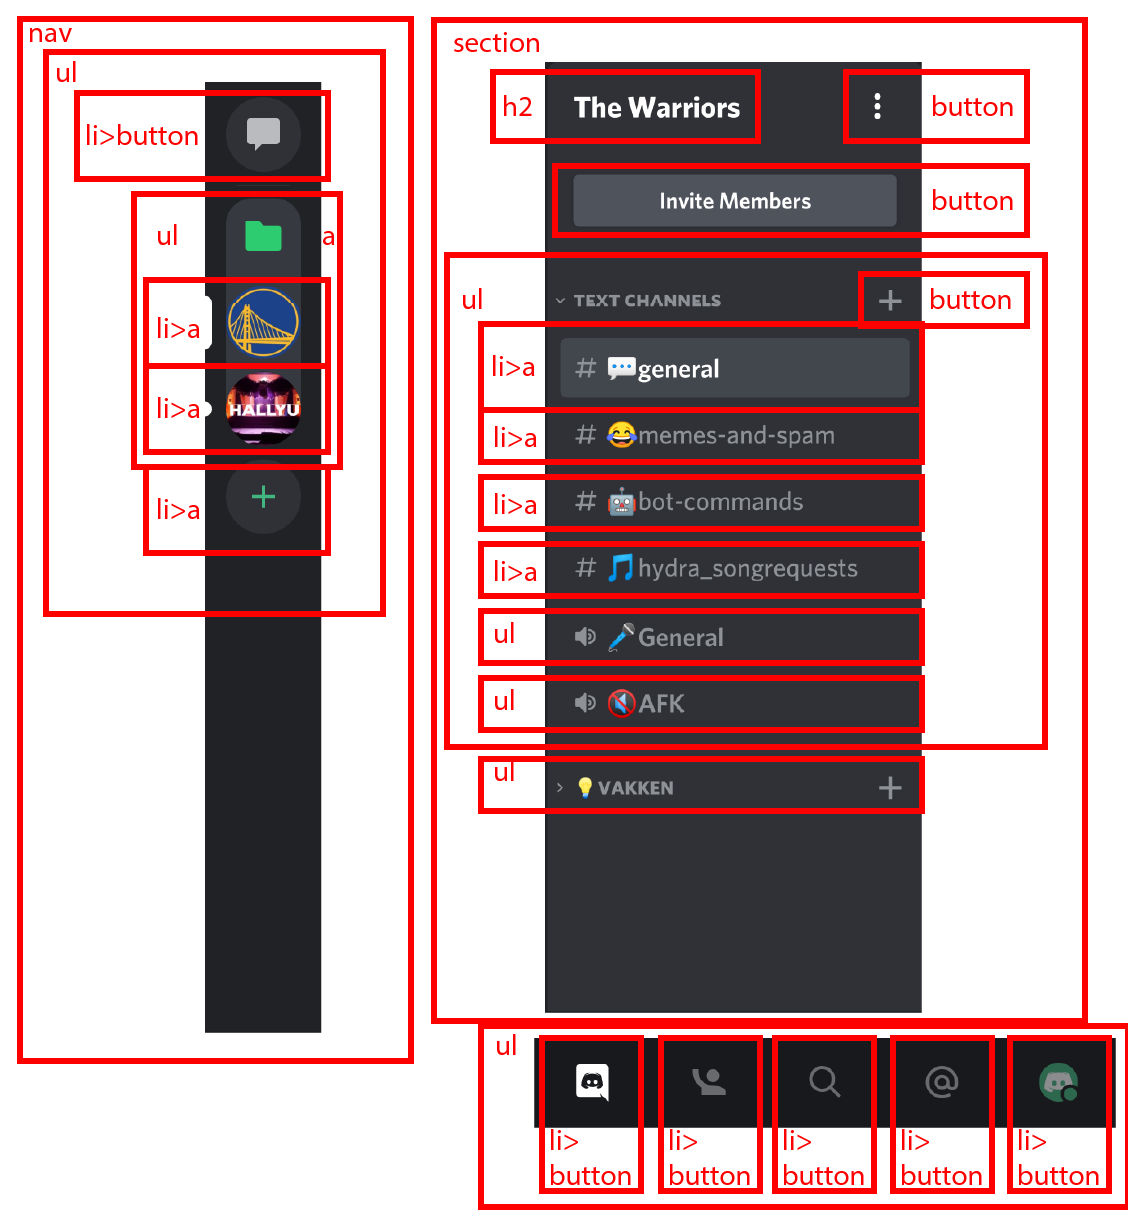 nav
ul
li>button
ul
a
li>a
li>a
HALLYU
li>a
section
h2
The Warriors
button
Invite Members
button
ul
TEXT CHANNELS
button
li>a
# general
li>a
# memes-and-spam
li>a
# bot-commands
li>a
# hydra_songrequests
ul
General
ul
AFK
ul
VAKKEN
ul
@
li>
button
li>
button
li>
button
li>
button
li>
button